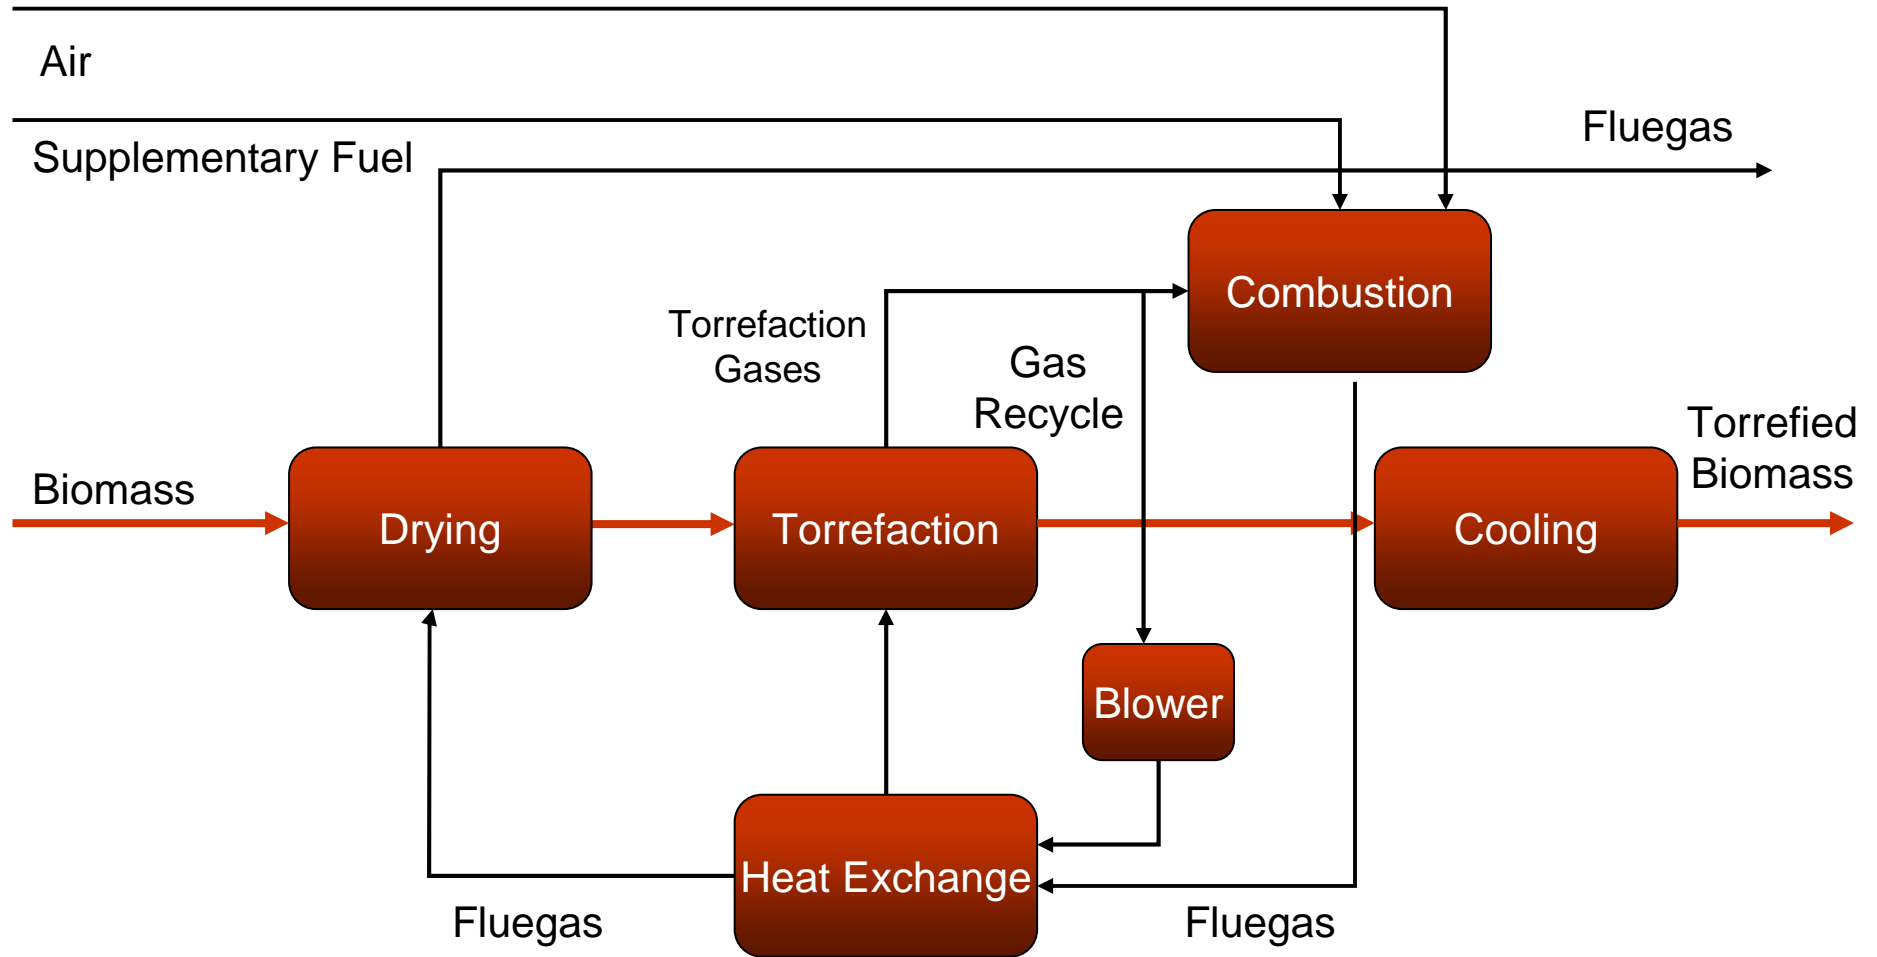 Air
Supplementary Fuel
Fluegas
Combustion
Torrefaction
Gases
Gas
Recycle
Torrefied
Biomass
Biomass
Drying
Torrefaction
Cooling
Blower
Heat Exchange
Fluegas
Fluegas